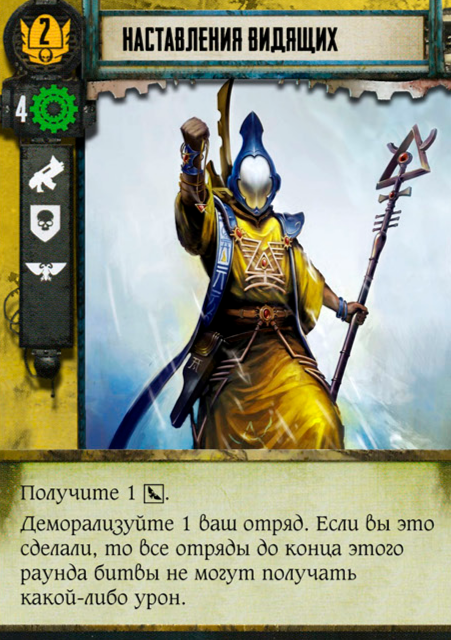 2
НАСТАВЛЕНИЯ ВИДЯЩИХ
4
Получите 1 .
Деморализуйте 1 ваш отряд. Если вы это
сделали, то все отряды до конца этого
раунда битвы не могут получать
какой-либо урон.